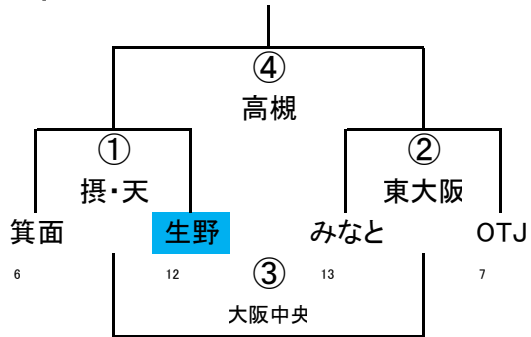 ④
高槻
① ②
摂・天 東大阪
箕面 生野 みなと OTJ
6 12 ③ 13 7
大阪中央